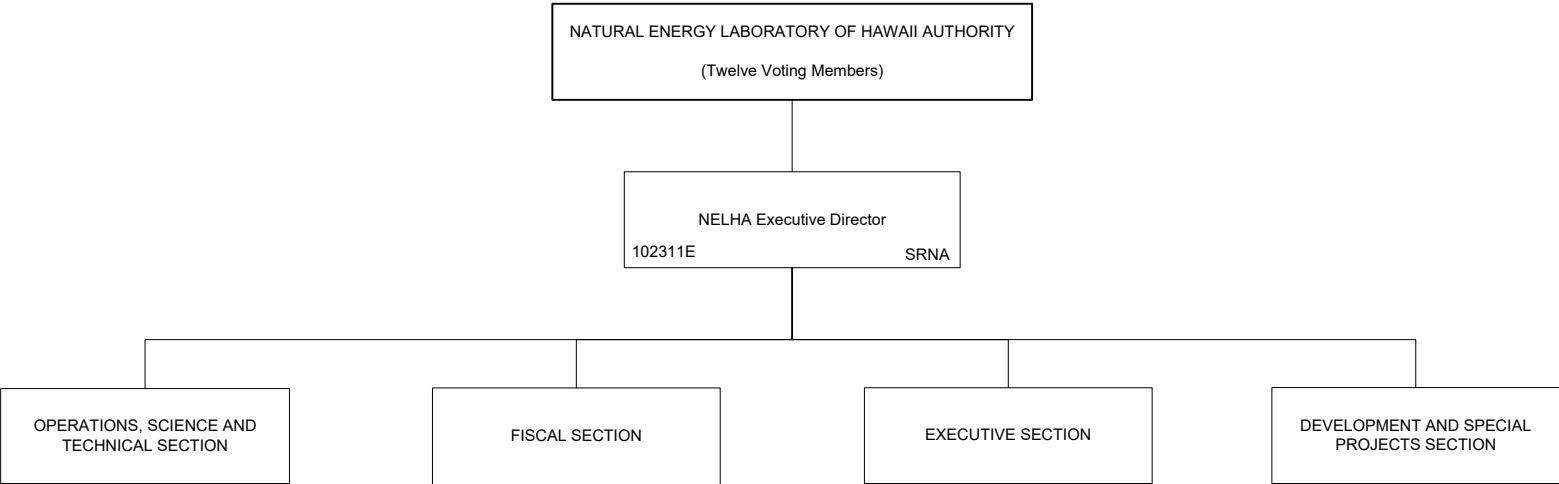 NATURAL ENERGY LABORATORY OF HAWAII AUTHORITY
(Twelve Voting Members)
NELHA Executive Director
102311E SRNA
OPERATIONS, SCIENCE AND
TECHNICAL SECTION
FISCAL SECTION
EXECUTIVE SECTION
DEVELOPMENT AND SPECIAL
PROJECTS SECTION